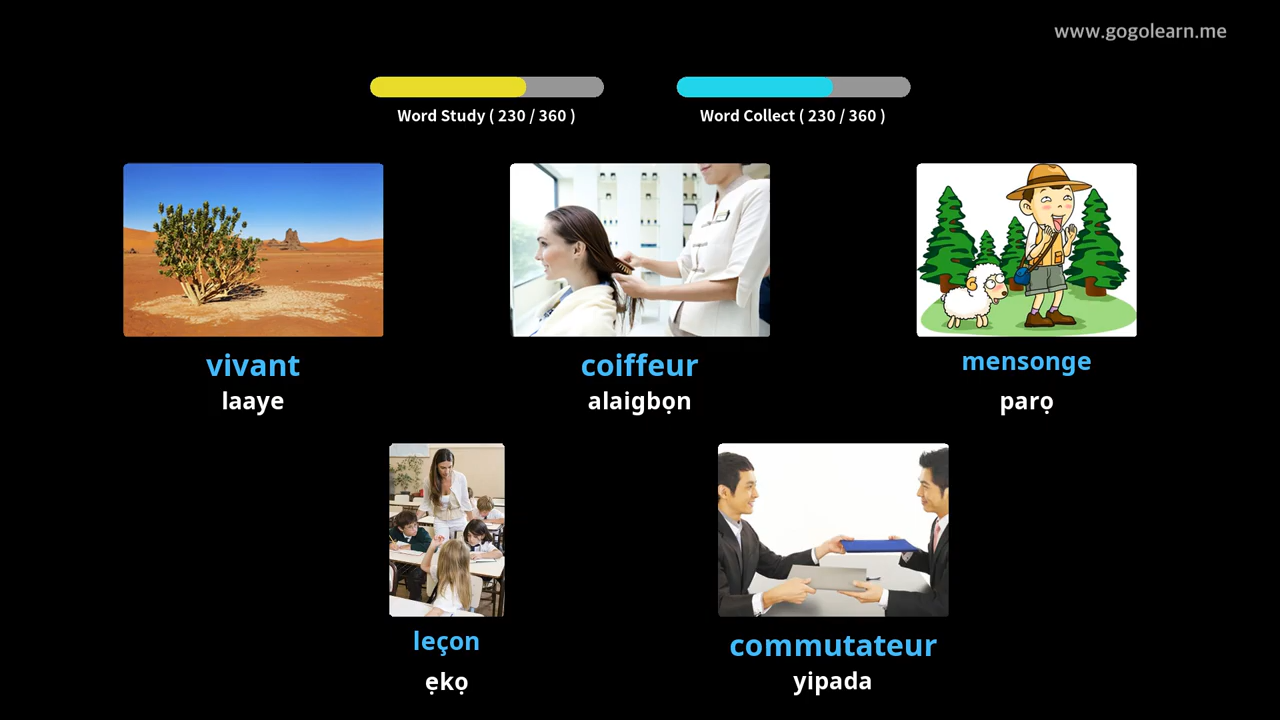 www.gogolearn.me
Word Study ( 230 / 360 )
Word Collect ( 230 / 360 )
vivant
laaye
coiffeur
alaigbọn
mensonge
parọ
leçon
ẹkọ
commutateur
yipada